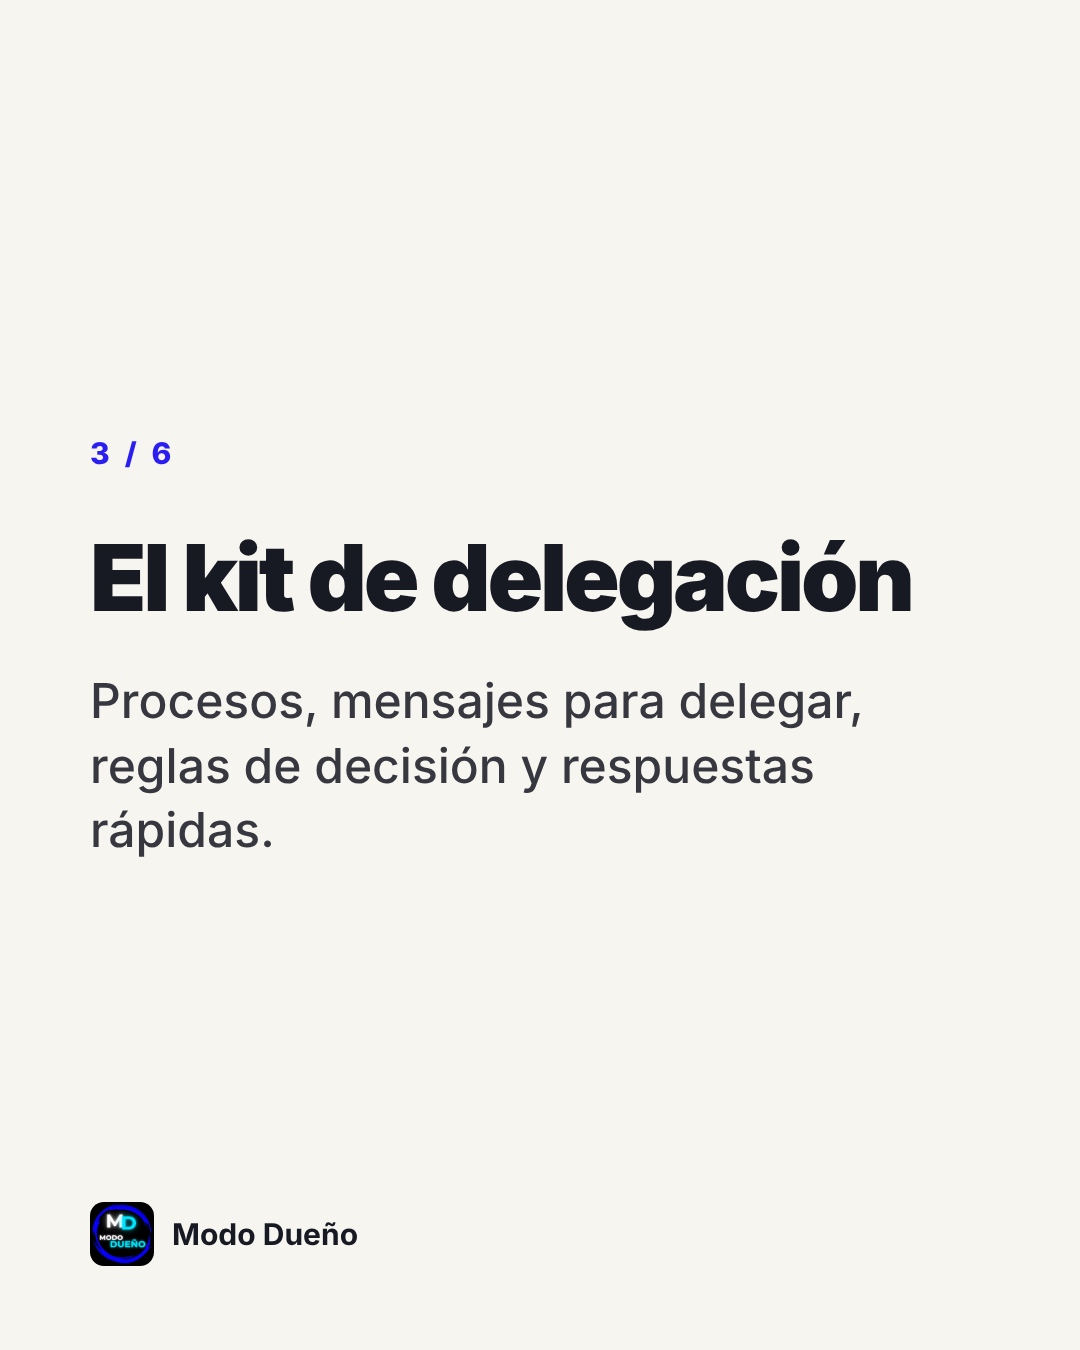 3 / 6
El kit de delegación
Procesos, mensajes para delegar,
reglas de decisión y respuestas
rápidas.
MD
MODO
DUEÑO
Modo Dueño